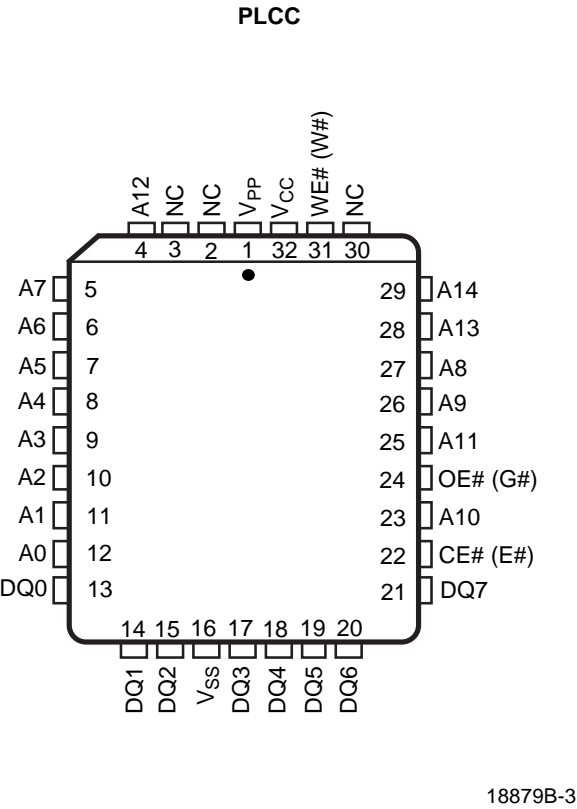 PLCC
A12 NC NC VPP VCC WE# (W#) NC
4 3 2 1 32 31 30
A7 5 29 A14
A6 6 28 A13
A5 7 27 A8
A4 8 26 A9
A3 9 25 A11
A2 10 24 OE# (G#)
A1 11 23 A10
A0 12 22 CE# (E#)
DQ0 13 21 DQ7
14 15 16 17 18 19 20
DQ1 DQ2 VSS DQ3 DQ4 DQ5 DQ6
18879B-3